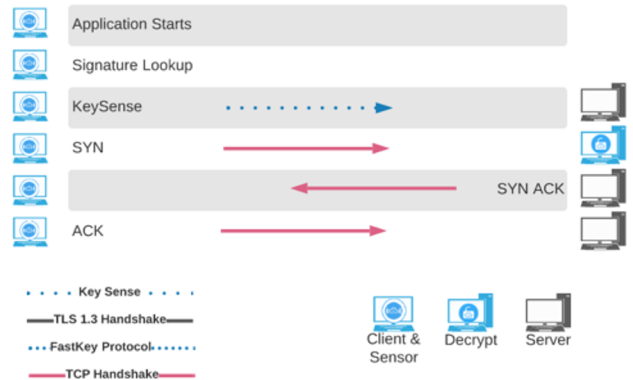 Application Starts
Signature Lookup
KeySense
SYN
SYN ACK
ACK
Key Sense
TLS 1.3 Handshake
FastKey Protocol
TCP Handshake
Client &
Sensor
Decrypt
Server